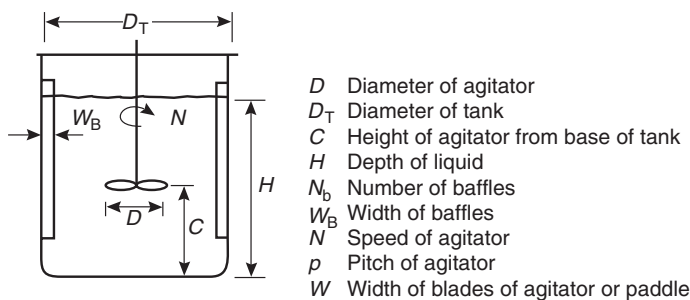 D_T
W_B
N
H
D
C
D Diameter of agitator
D_T Diameter of tank
C Height of agitator from base of tank
H Depth of liquid
N_b Number of baffles
W_B Width of baffles
N Speed of agitator
p Pitch of agitator
W Width of blades of agitator or paddle